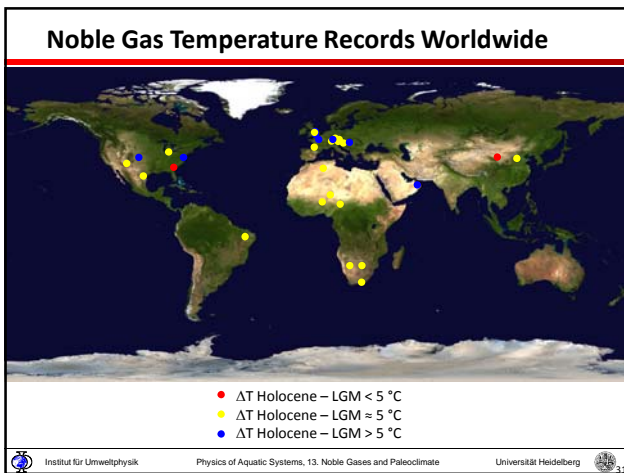 Noble Gas Temperature Records Worldwide
ΔT Holocene – LGM < 5 °C
ΔT Holocene – LGM ≈ 5 °C
ΔT Holocene – LGM > 5 °C
Institut für Umweltphysik Physics of Aquatic Systems, 13. Noble Gases and Paleoclimate Universität Heidelberg